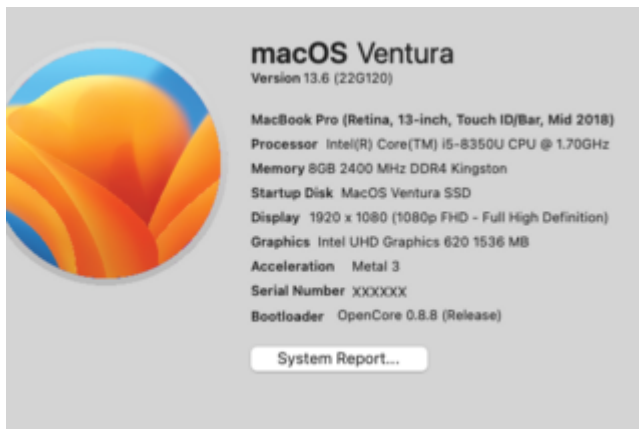 macOS Ventura
Version 13.6 (22G120)
MacBook Pro (Retina, 13-inch, Touch ID/Bar, Mid 2018)
Processor Intel(R) Core(TM) i5-8350U CPU @ 1.70GHz
Memory 8GB 2400 MHz DDR4 Kingston
Startup Disk MacOS Ventura SSD
Display 1920 x 1080 (1080p FHD - Full High Definition)
Graphics Intel UHD Graphics 620 1536 MB
Acceleration Metal 3
Serial Number XXXXXX
Bootloader OpenCore 0.8.8 (Release)
System Report...